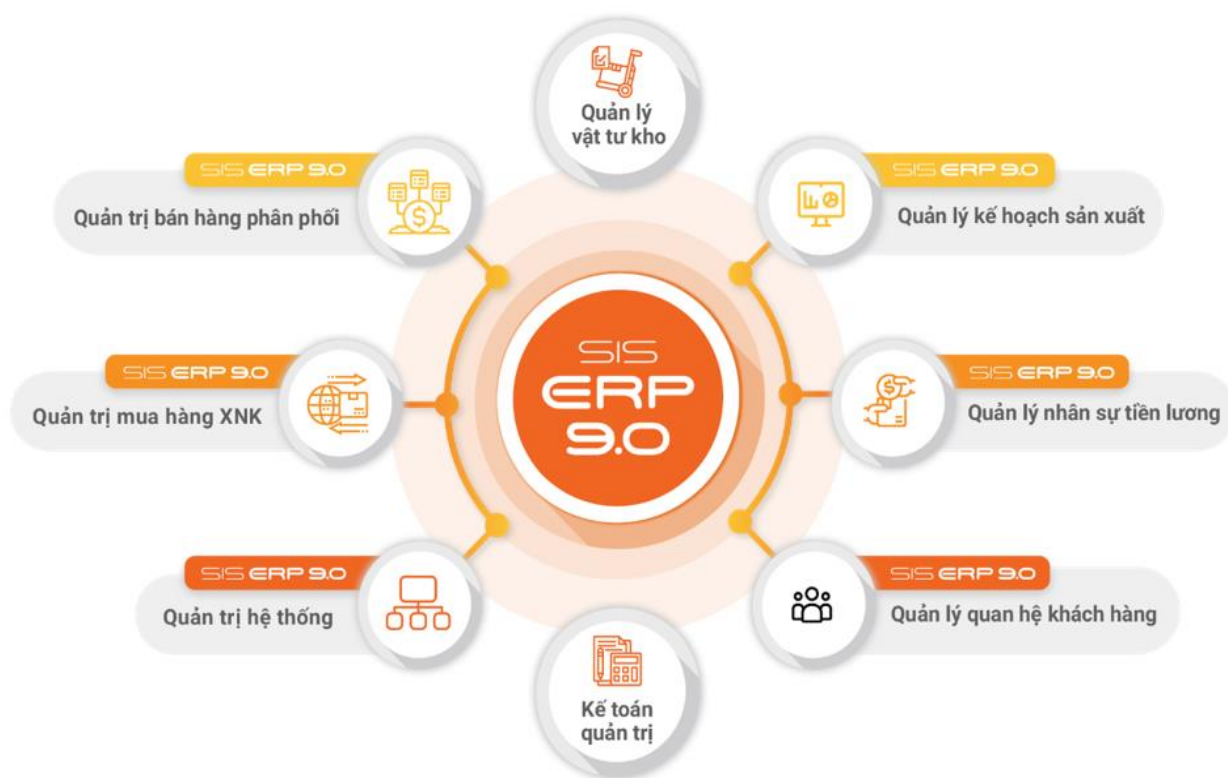 Quản lý
vật tư kho
SIS ERP 9.0
Quản trị bán hàng phân phối
SIS ERP 9.0
Quản lý kế hoạch sản xuất
SIS
ERP
9.0
SIS ERP 9.0
Quản trị mua hàng XNK
SIS ERP 9.0
Quản lý nhân sự tiền lương
SIS ERP 9.0
Quản trị hệ thống
SIS ERP 9.0
Quản lý quan hệ khách hàng
Kế toán
quản trị